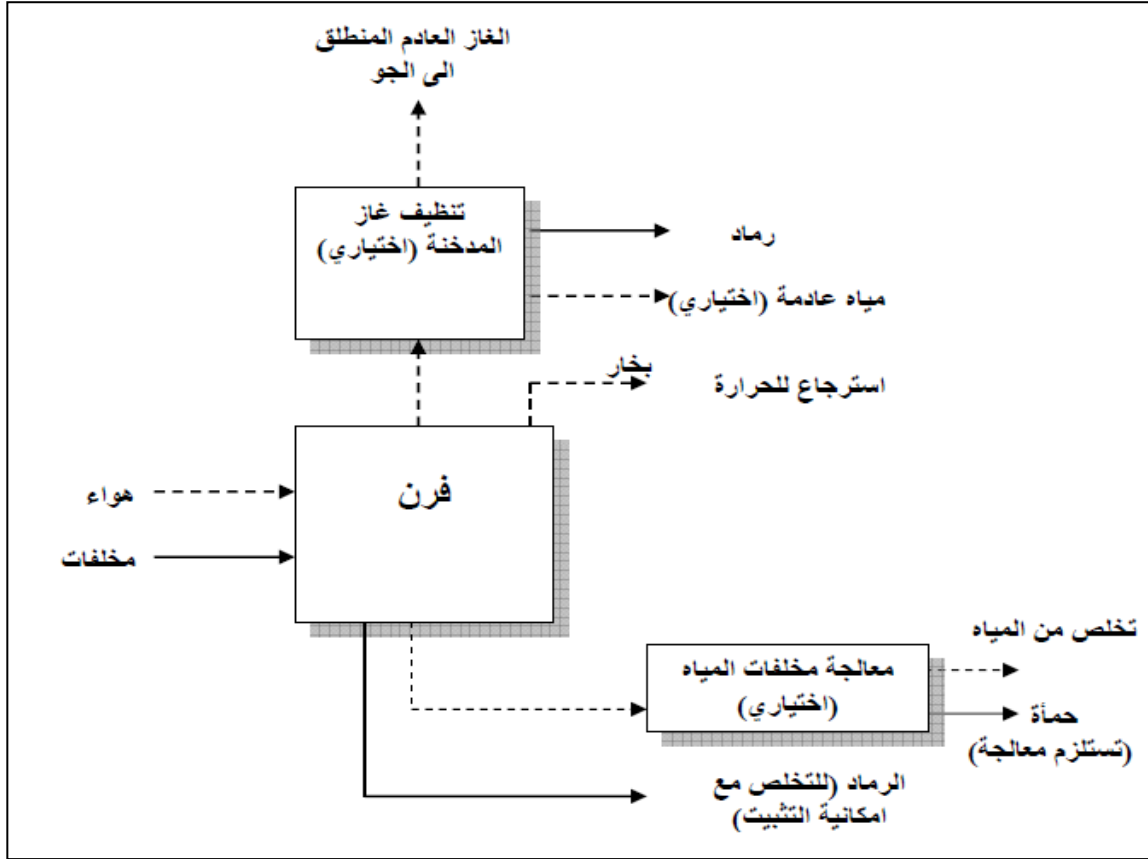 الغاز العادم المنطلق
الى الجو
تنظيف غاز
المدخنة (اختياري)
رماد
مياه عادمة (اختياري)
بخار
استرجاع للحرارة
فرن
هواء
مخلفات
تخلص من المياه
معالجة مخلفات المياه
(اختياري)
حمأة
(تستلزم معالجة)
الرماد (للتخلص مع
امكانية التثبيت)